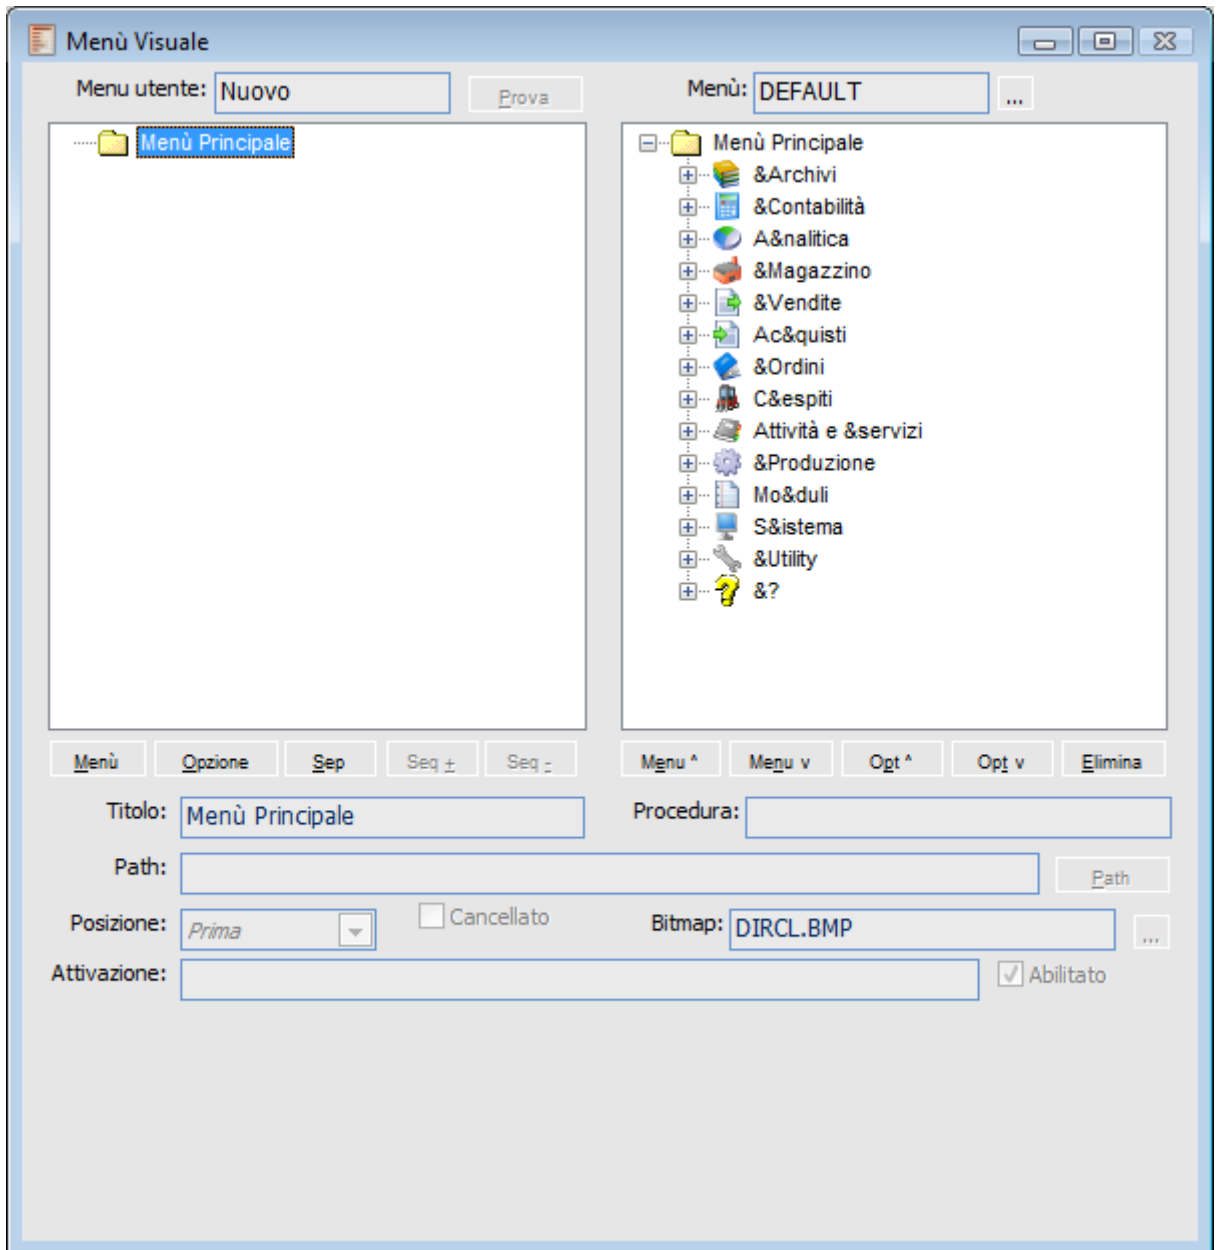 Menù Visuale
Menu utente: Nuovo Prova Menù: DEFAULT ...
Menù Principale
Menù Principale
&Archivi
&Contabilità
A&nalitica
&Magazzino
&Vendite
Ac&quisti
&Ordini
C&espiti
Attività e &servizi
&Produzione
Mo&duli
S&istema
&Utility
&?
Menù Opzione Sep Seq + Seq - Menu ^ Menu v Opt ^ Opt v Elimina
Titolo: Menù Principale Procedura:
Path: Path
Posizione: Prima Cancellato Bitmap: DIRCL.BMP ...
Attivazione: Abilitato